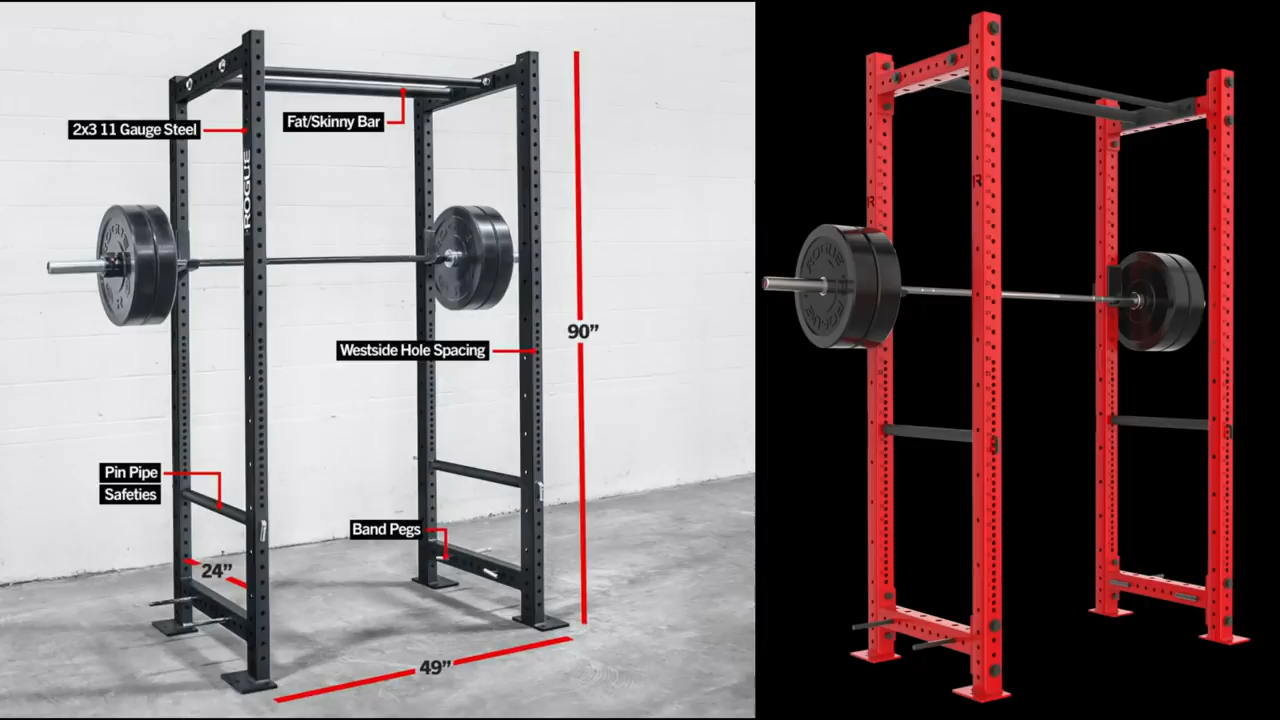 2x3 11 Gauge Steel
Fat/Skinny Bar
ROGUE
ROGUE
ROGUE
R
R
Westside Hole Spacing
90”
Pin Pipe
Safeties
Band Pegs
24”
49”